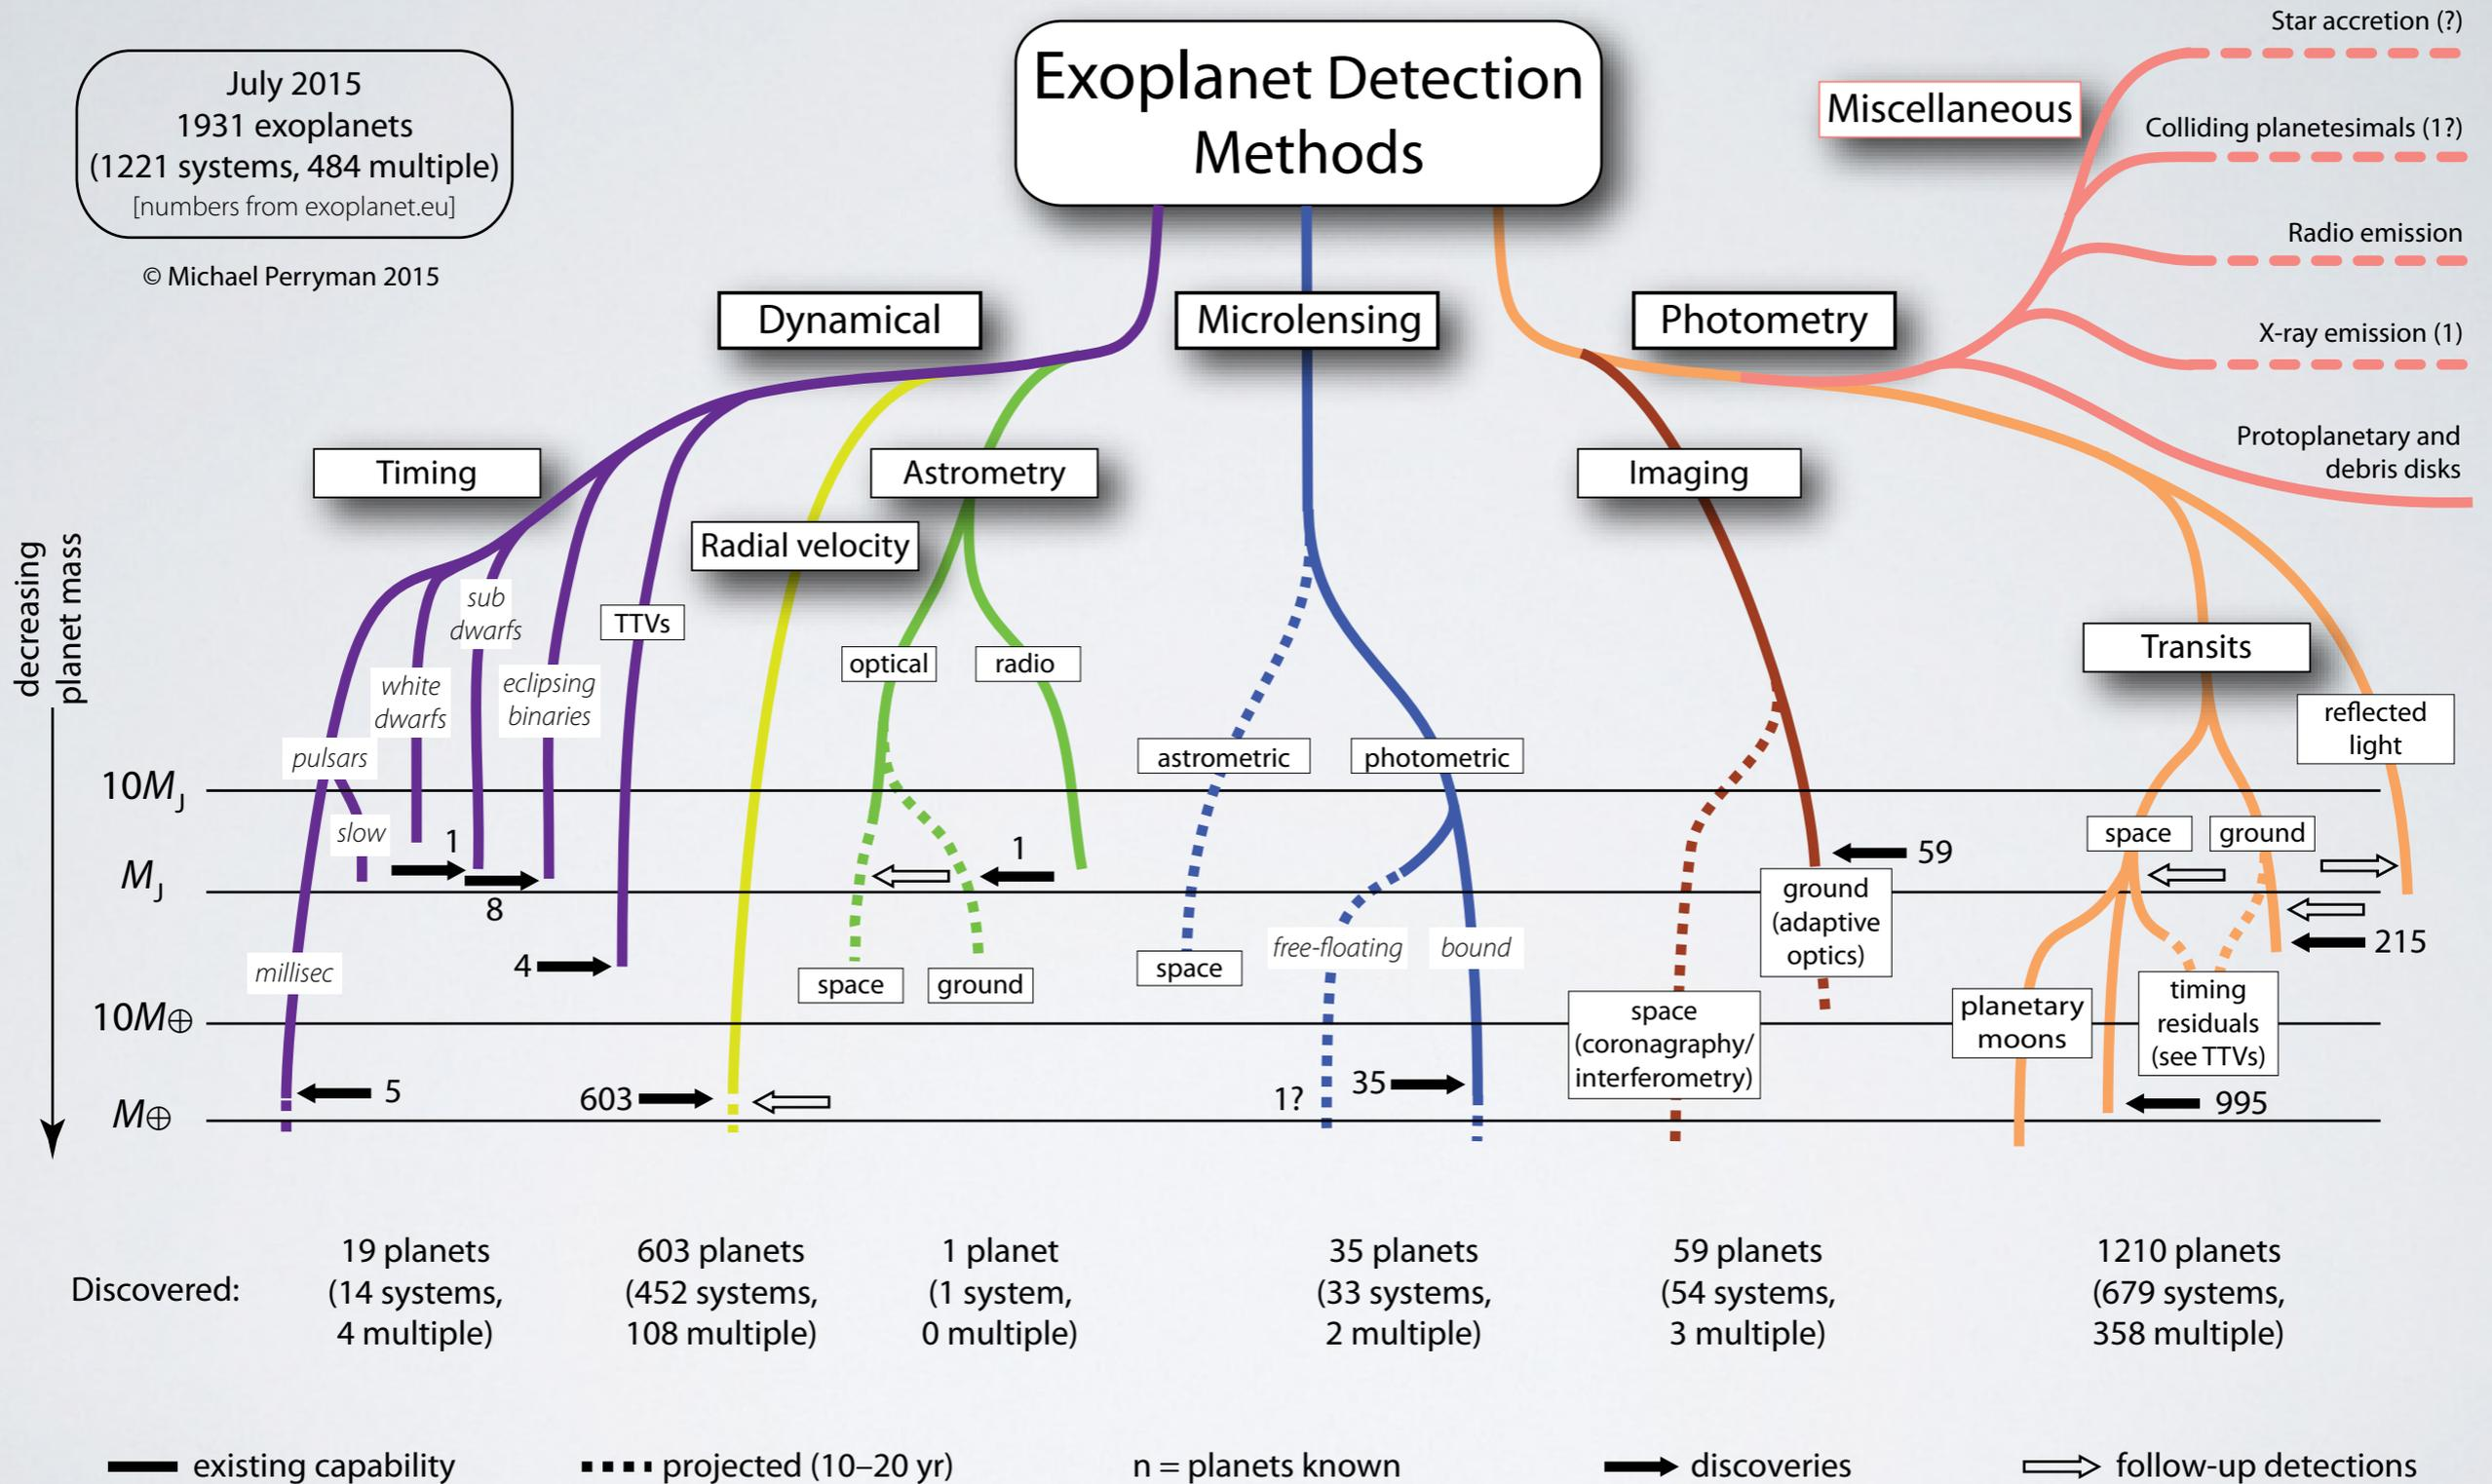 Exoplanet Detection
Methods
July 2015
1931 exoplanets
(1221 systems, 484 multiple)
[numbers from exoplanet.eu]
© Michael Perryman 2015
Miscellaneous
Star accretion (?)
Colliding planetesimals (1?)
Radio emission
X-ray emission (1)
Protoplanetary and
debris disks
Dynamical
Microlensing
Photometry
Timing
Astrometry
Imaging
Radial velocity
decreasing
planet mass
sub
dwarfs
TTVs
white
dwarfs
eclipsing
binaries
optical
radio
Transits
reflected
light
pulsars
astrometric
photometric
10MJ
slow
1
space
ground
MJ
8
1
59
ground
(adaptive
optics)
215
millisec
4
space
ground
space
free-floating
bound
10M⊕
space
(coronagraphy/
interferometry)
planetary
moons
timing
residuals
(see TTVs)
5
603
1?
35
995
M⊕
Discovered:
19 planets
(14 systems,
4 multiple)
603 planets
(452 systems,
108 multiple)
1 planet
(1 system,
0 multiple)
35 planets
(33 systems,
2 multiple)
59 planets
(54 systems,
3 multiple)
1210 planets
(679 systems,
358 multiple)
existing capability
projected (10–20 yr)
n = planets known
discoveries
follow-up detections